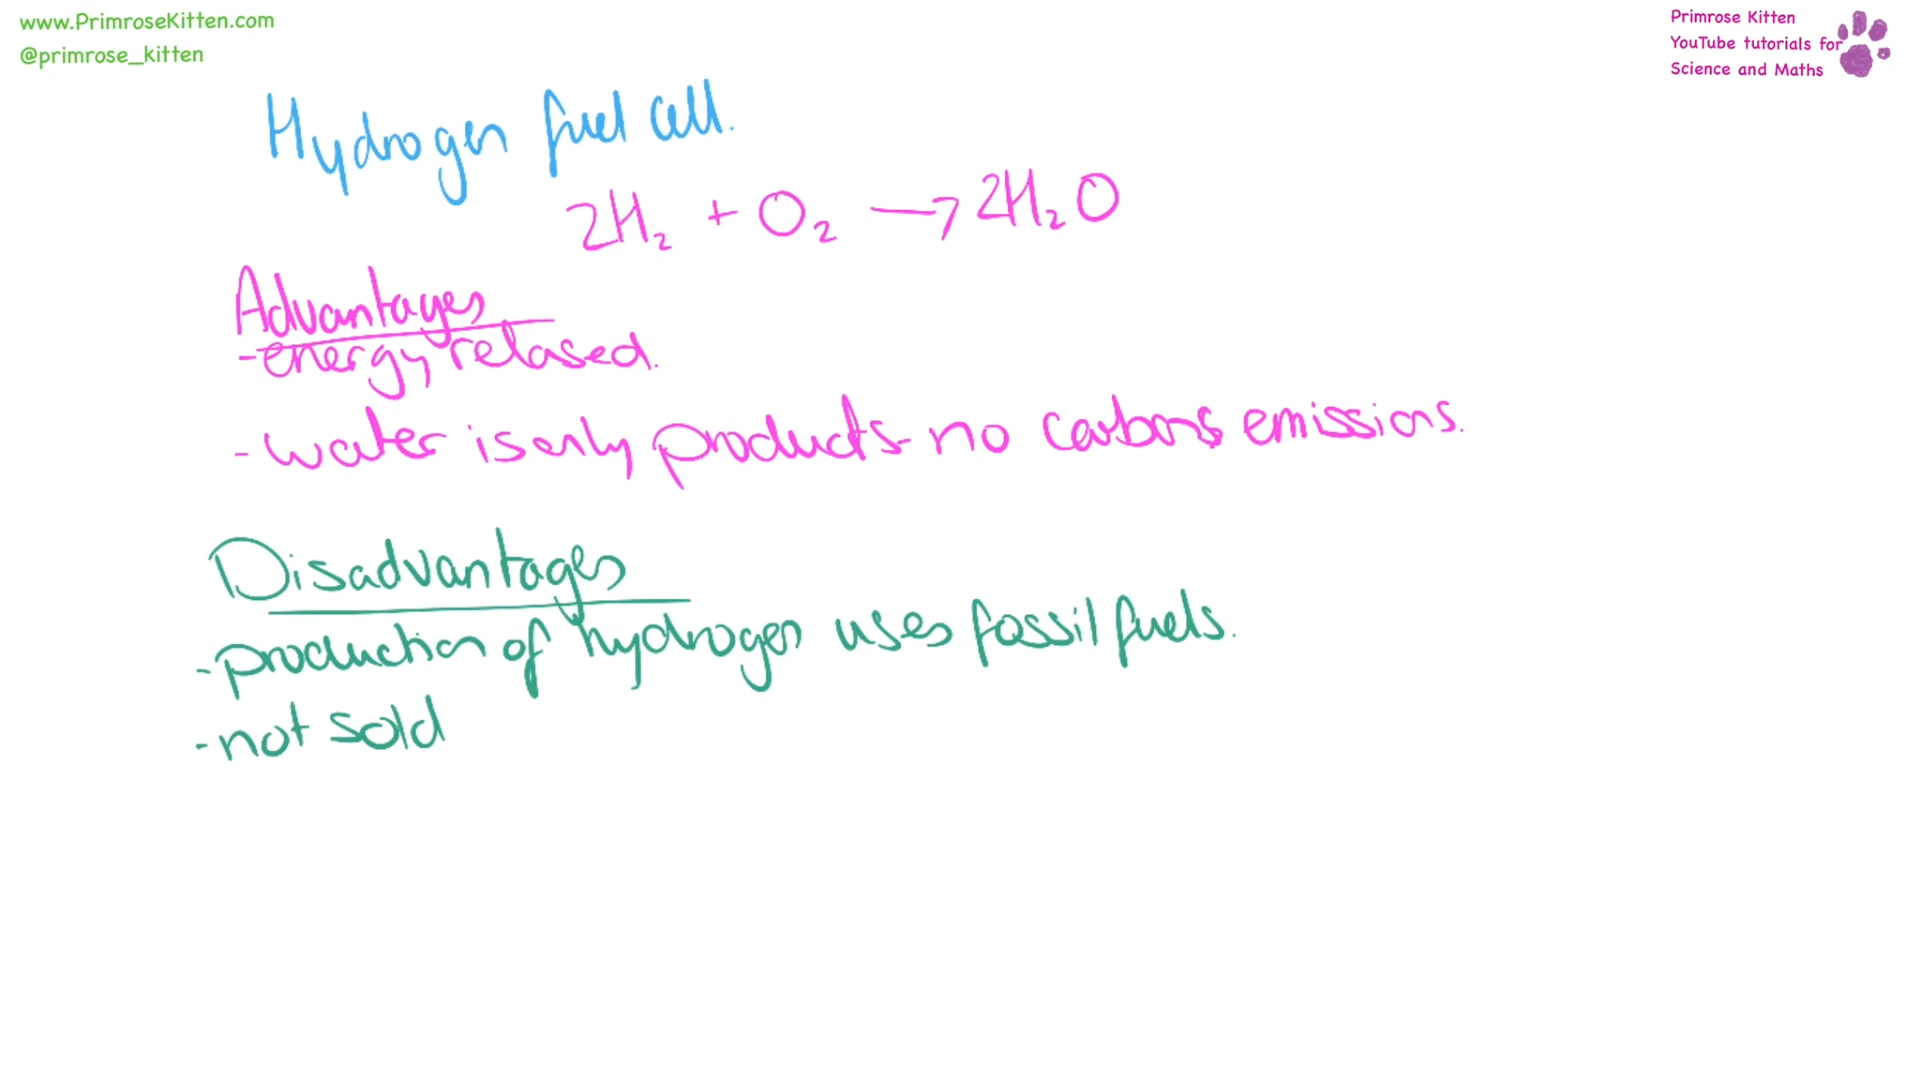 www.PrimroseKitten.com
@primrose_kitten
Primrose Kitten
YouTube tutorials for
Science and Maths
Hydrogen fuel cell.
2H₂ + O₂ → 2H₂O
Advantages
-energy relased.
- water is only products- no carbons emissions.
Disadvantages
- production of hydrogen uses fossil fuels.
- not sold